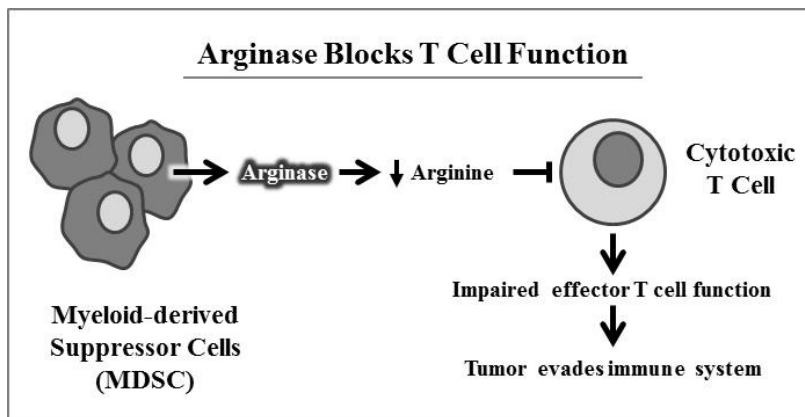 Arginase Blocks T Cell Function
Arginase
↓ Arginine
Cytotoxic
T Cell
Impaired effector T cell function
Myeloid-derived
Suppressor Cells
(MDSC)
Tumor evades immune system